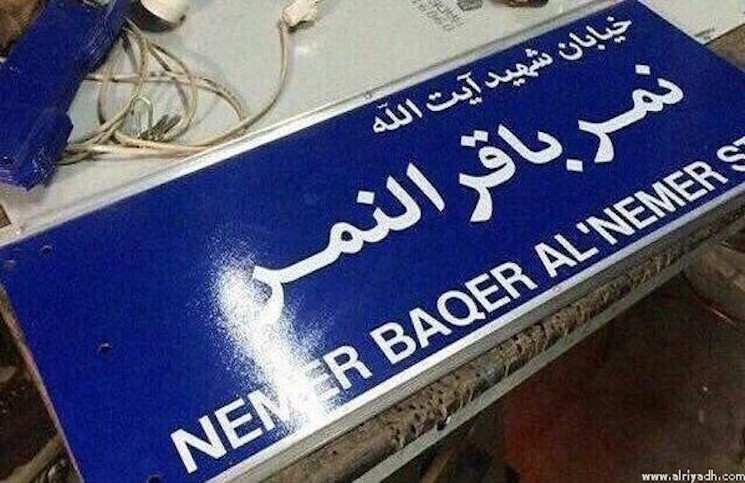 خیابان شهید آیت الله
نمر باقر النمر
NEMER BAQER AL'NEMER ST
www.alriyadh.com